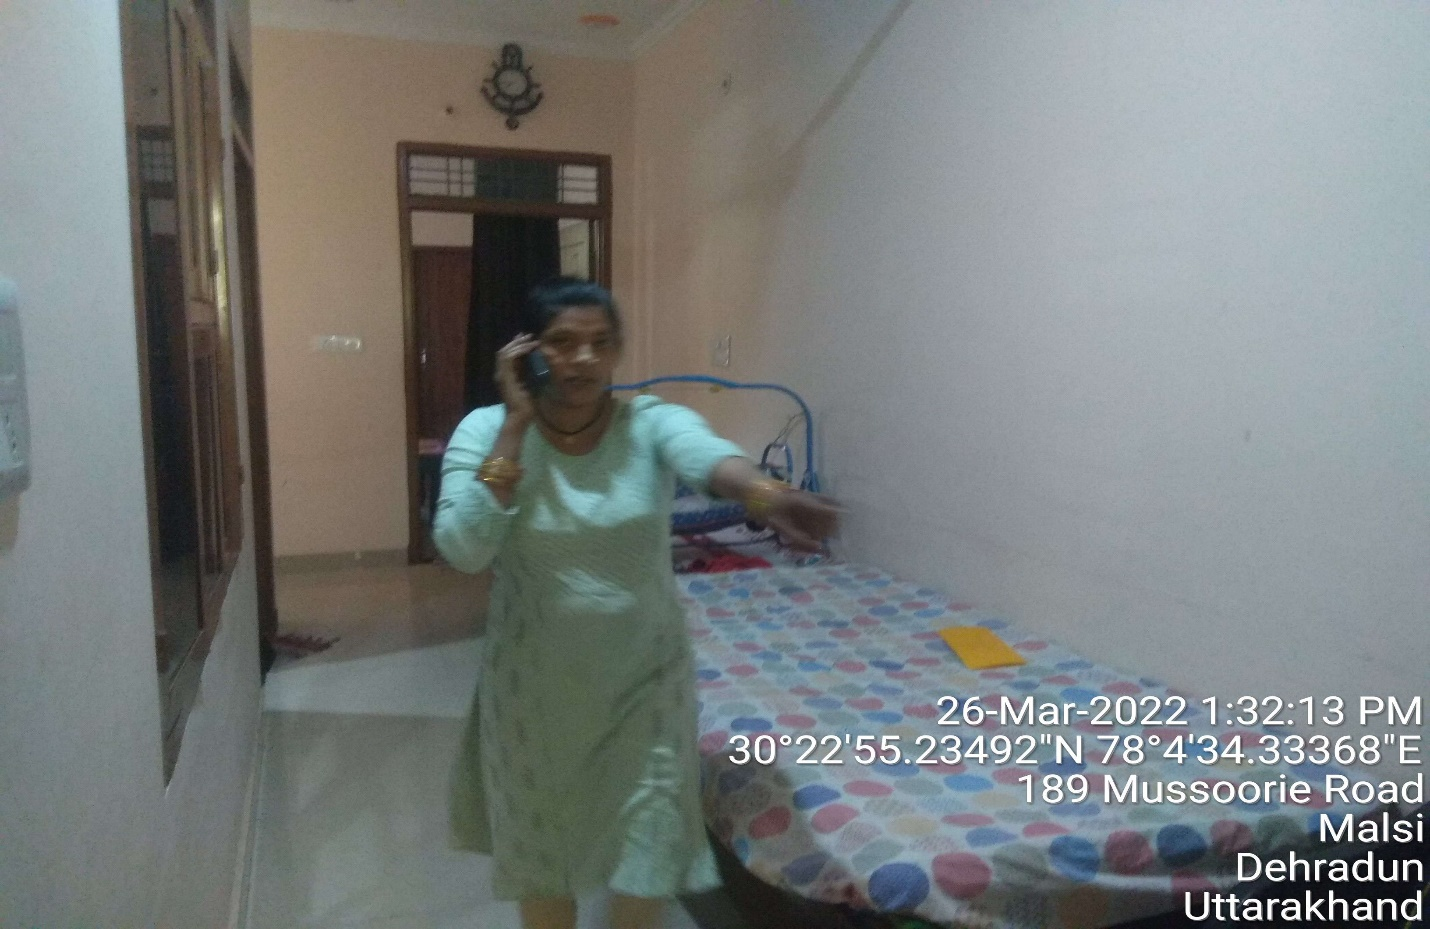 26-Mar-2022 1:32:13 PM
30°22'55.23492"N 78°4'34.33368"E
189 Mussoorie Road
Malsi
Dehradun
Uttarakhand